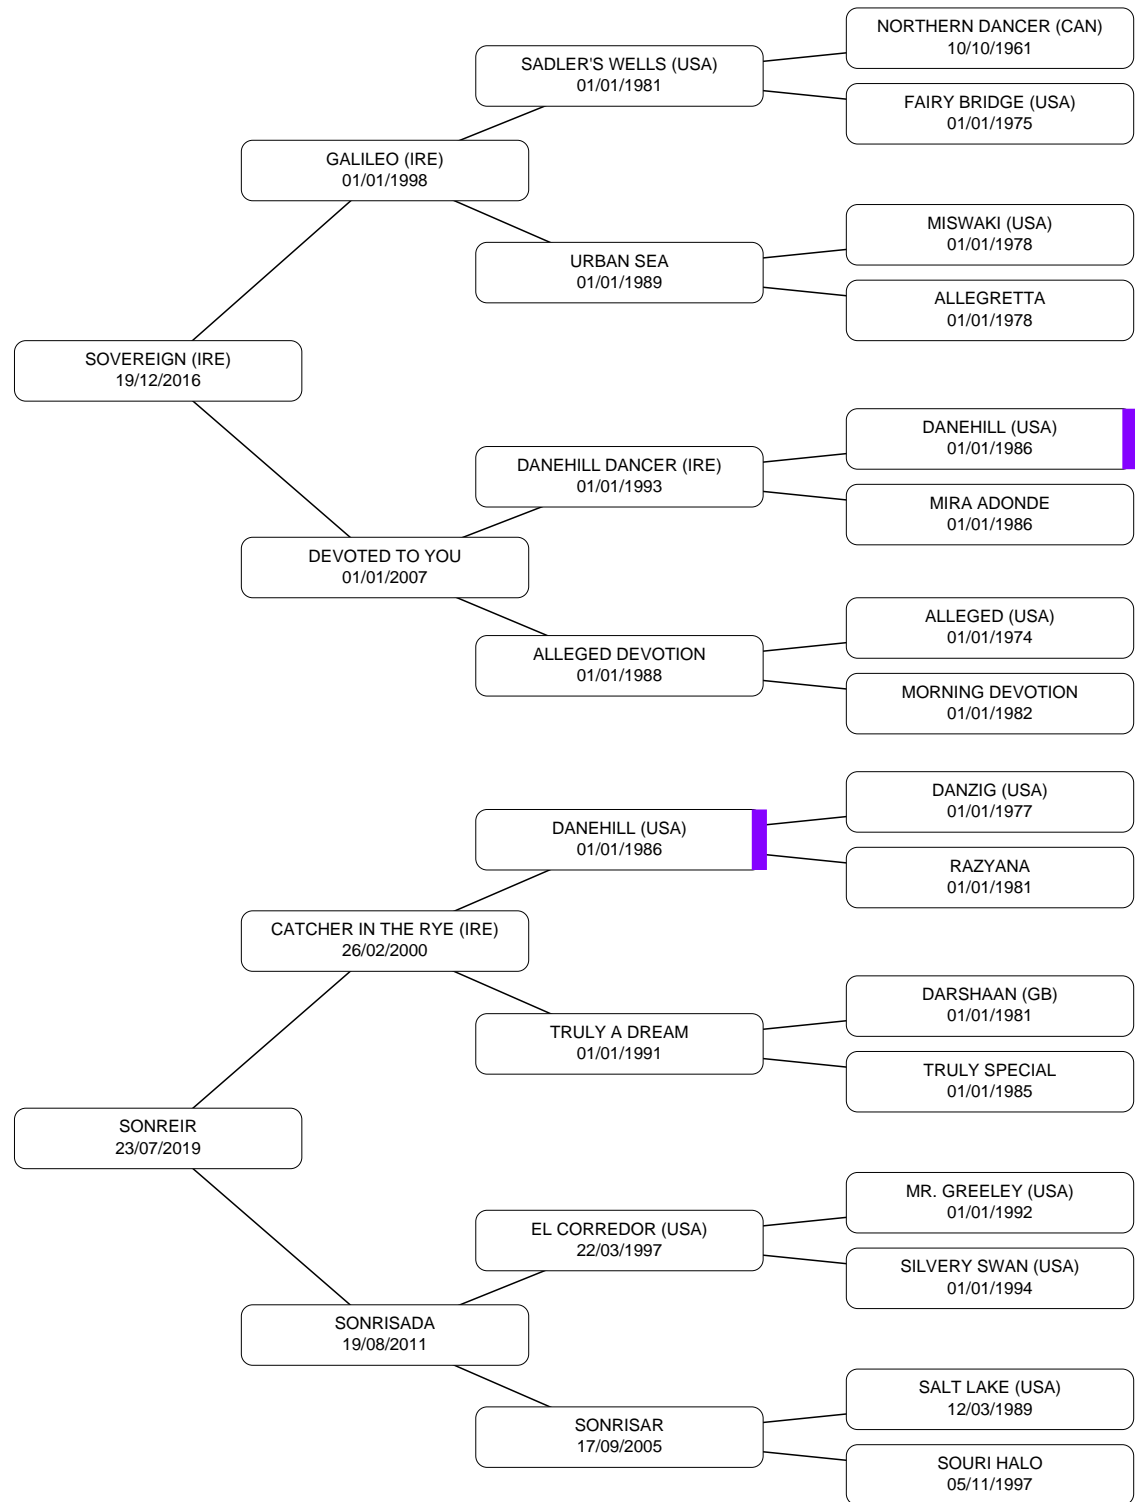 NORTHERN DANCER (CAN)
10/10/1961
SADLER'S WELLS (USA)
01/01/1981
FAIRY BRIDGE (USA)
01/01/1975
GALILEO (IRE)
01/01/1998
MISWAKI (USA)
01/01/1978
URBAN SEA
01/01/1989
ALLEGRETTA
01/01/1978
SOVEREIGN (IRE)
19/12/2016
DANEHILL (USA)
01/01/1986
DANEHILL DANCER (IRE)
01/01/1993
MIRA ADONDE
01/01/1986
DEVOTED TO YOU
01/01/2007
ALLEGED (USA)
01/01/1974
ALLEGED DEVOTION
01/01/1988
MORNING DEVOTION
01/01/1982
DANZIG (USA)
01/01/1977
DANEHILL (USA)
01/01/1986
RAZYANA
01/01/1981
CATCHER IN THE RYE (IRE)
26/02/2000
DARSHAAN (GB)
01/01/1981
TRULY A DREAM
01/01/1991
TRULY SPECIAL
01/01/1985
SONREIR
23/07/2019
MR. GREELEY (USA)
01/01/1992
EL CORREDOR (USA)
22/03/1997
SILVERY SWAN (USA)
01/01/1994
SONRISADA
19/08/2011
SALT LAKE (USA)
12/03/1989
SONRISAR
17/09/2005
SOURI HALO
05/11/1997